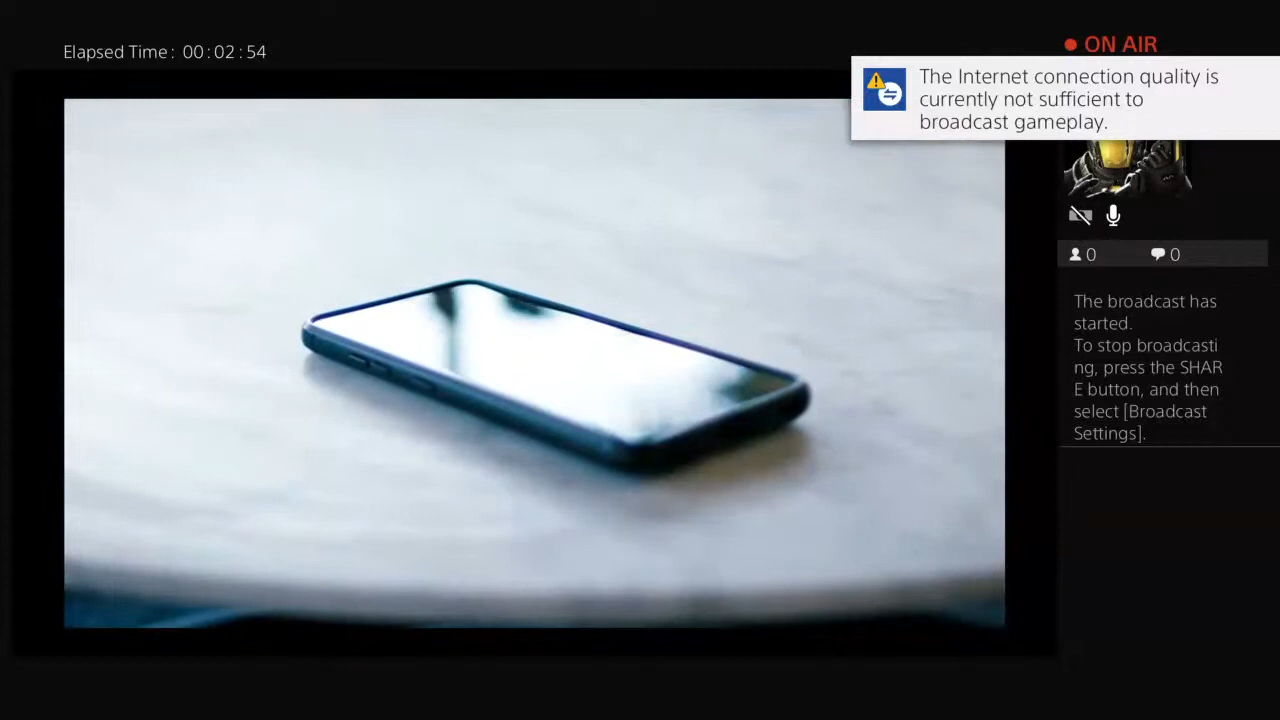 Elapsed Time: 00:02:54
ON AIR
The Internet connection quality is
currently not sufficient to
broadcast gameplay.
0
0
The broadcast has
started.
To stop broadcasti
ng, press the SHAR
E button, and then
select [Broadcast
Settings].